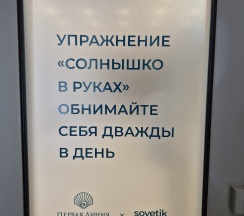 УПРАЖНЕНИЕ
«СОЛНЫШКО
В РУКАХ»
ОБНИМАЙТЕ
СЕБЯ ДВАЖДЫ
В ДЕНЬ
ПЕРВАЯ ЛИНИЯ × sovetik